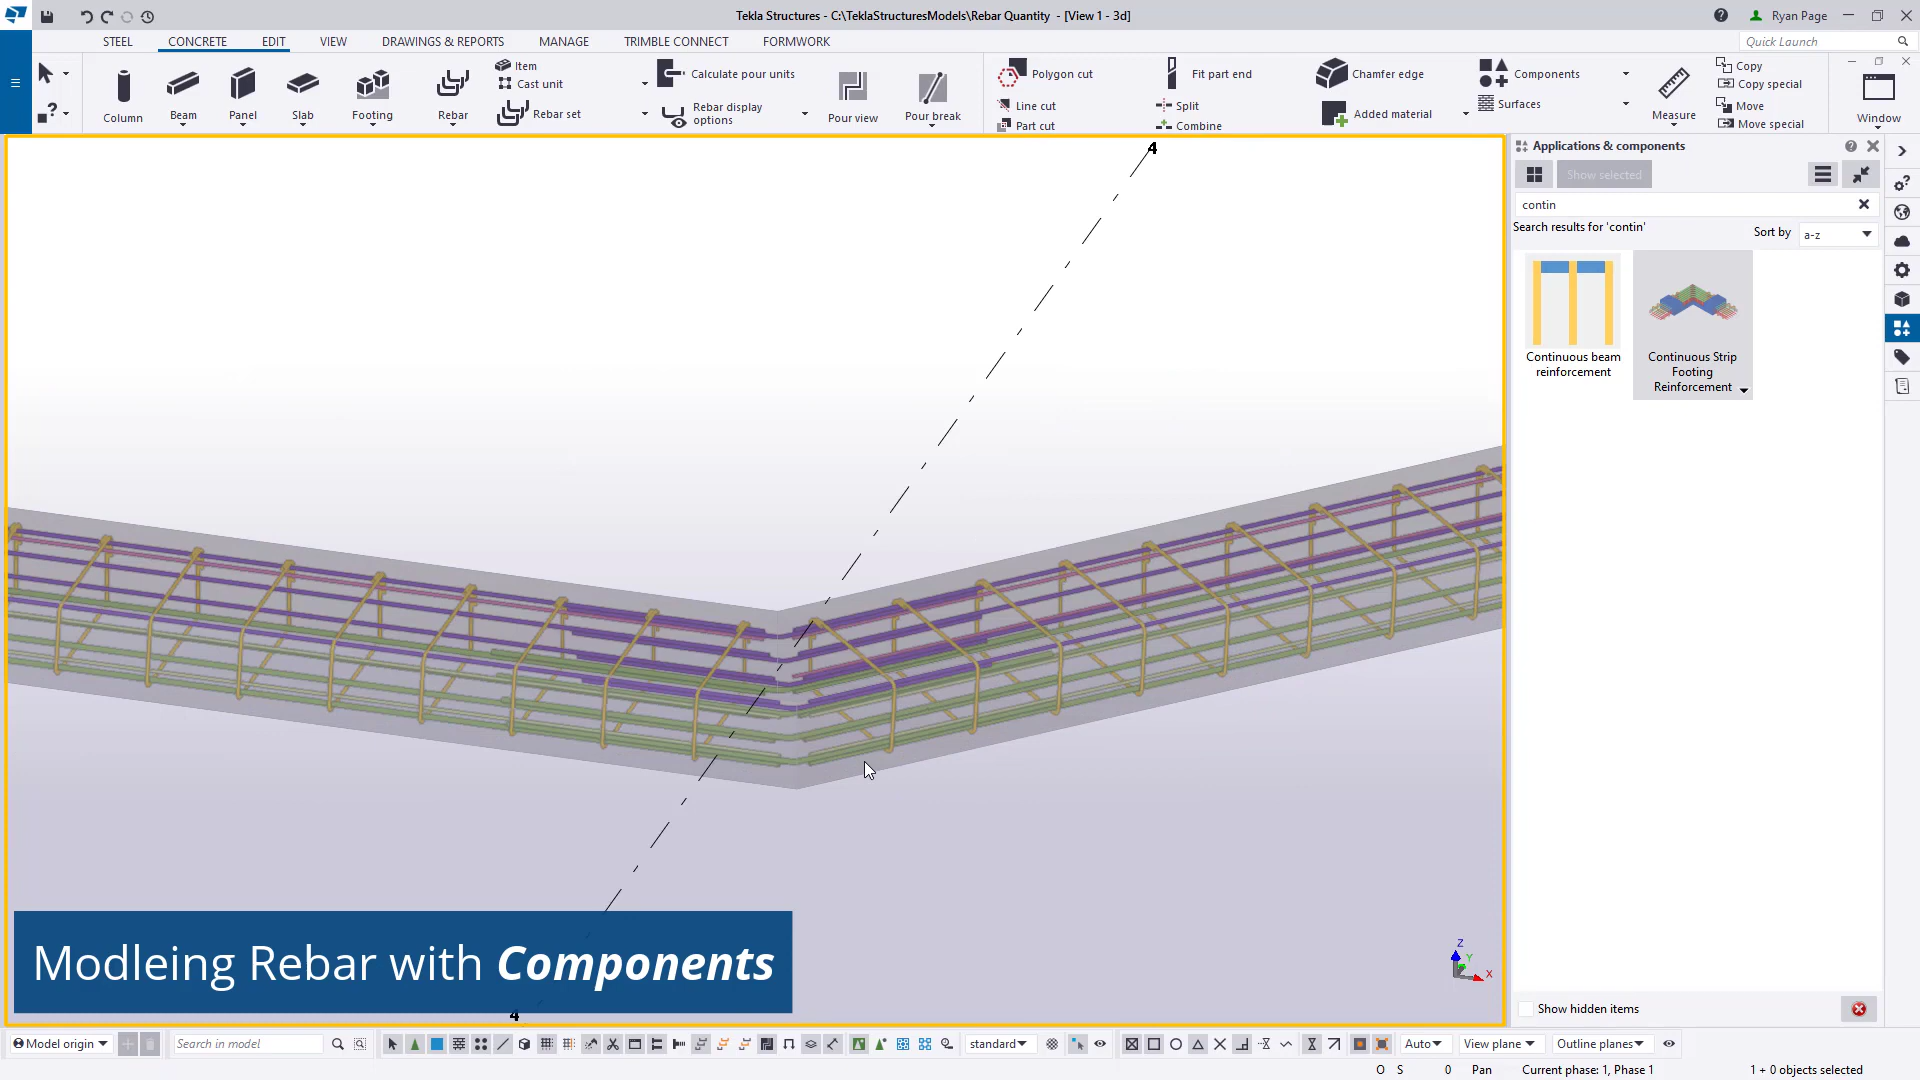 Tekla Structures - C:\TeklaStructuresModels\Rebar Quantity - [View 1 - 3d]
Ryan Page
STEEL CONCRETE EDIT VIEW DRAWINGS & REPORTS MANAGE TRIMBLE CONNECT FORMWORK
Quick Launch
Column
Beam
Panel
Slab
Footing
Rebar
Item
Cast unit
Rebar set
Calculate pour units
Rebar display
options
Pour view
Pour break
Polygon cut
Line cut
Part cut
Fit part end
Split
Combine
Chamfer edge
Added material
Components
Surfaces
Measure
Copy
Copy special
Move
Move special
Window
4
Applications & components
Show selected
contin
Search results for 'contin'
Sort by
a-z
Continuous beam
reinforcement
Continuous Strip
Footing
Reinforcement
Z
Y
X
Modleing Rebar with Components
4
Show hidden items
Model origin
Search in model
standard
Auto
View plane
Outline planes
O S 0 Pan Current phase: 1, Phase 1 1 + 0 objects selected